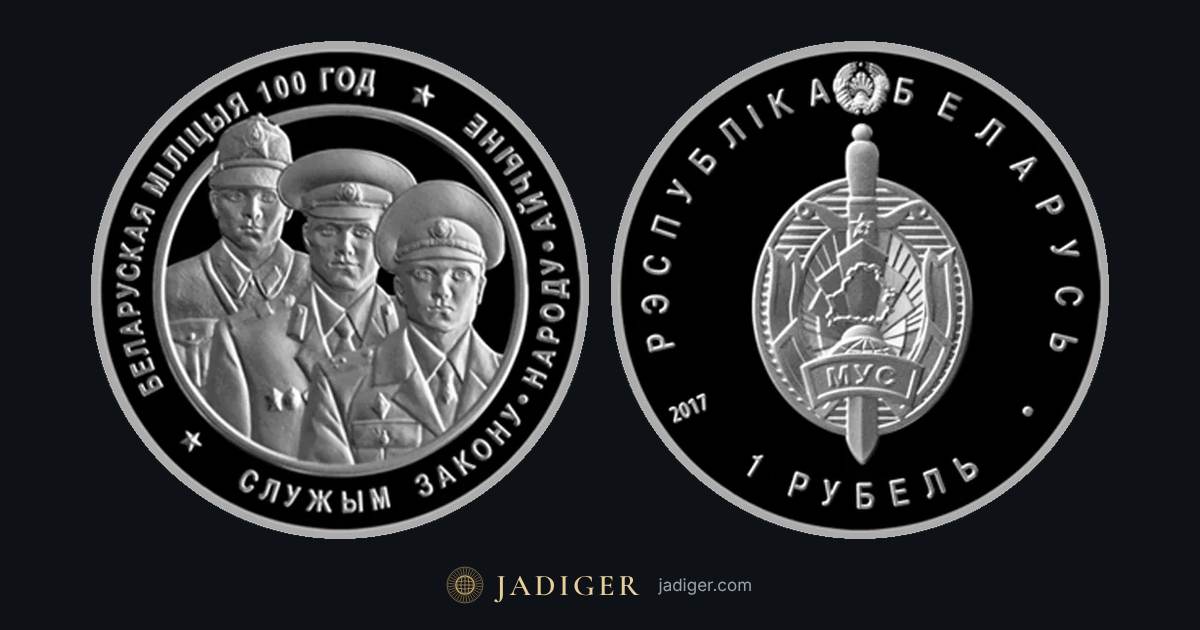 БЕЛАРУСКАЯ МІЛІЦЫЯ 100 ГОД
СЛУЖЫМ ЗАКОНУ • НАРОДУ • АЙЧЫНЕ
РЭСПУБЛІКА БЕЛАРУСЬ
МУС
2017
1 РУБЕЛЬ
JADIGER jadiger.com